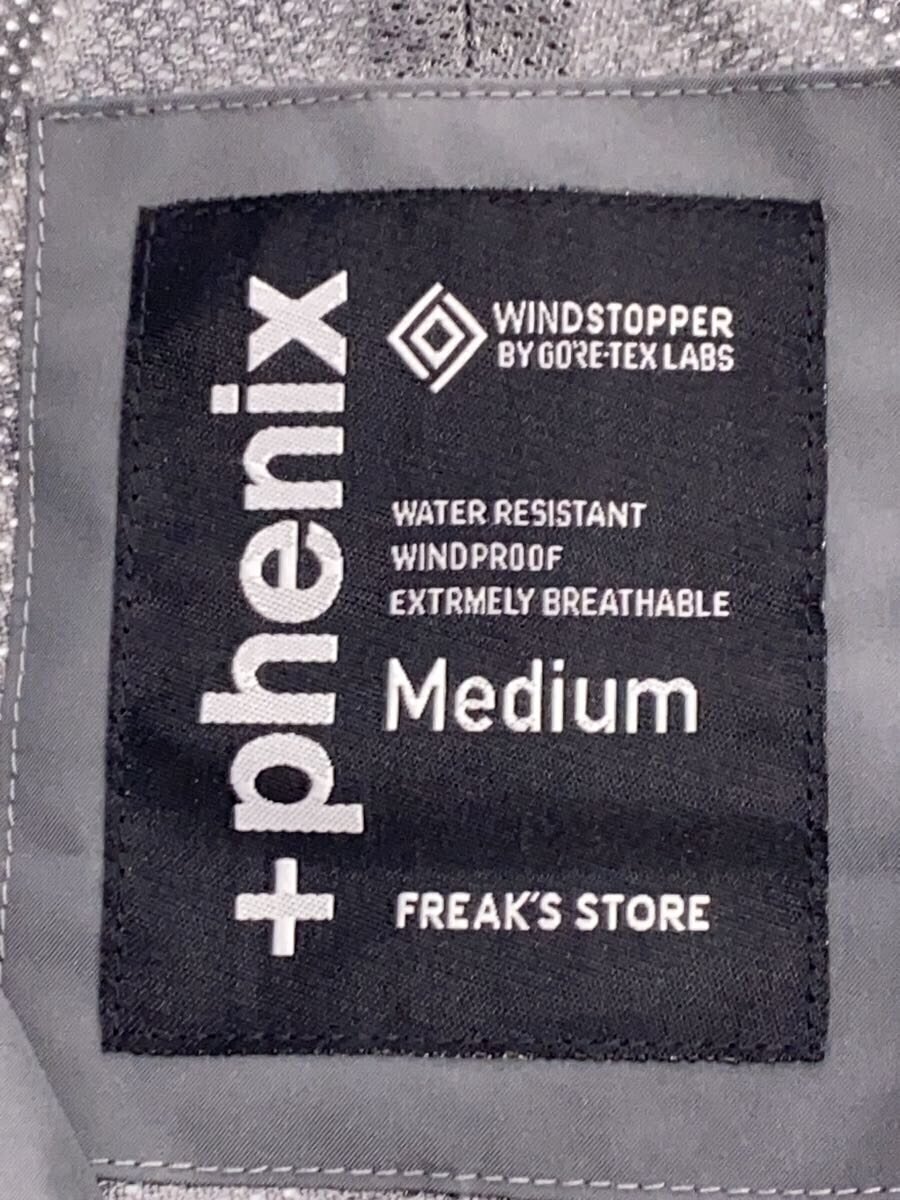 +phenix
WINDSTOPPER
BY GORE-TEX LABS
WATER RESISTANT
WINDPROOF
EXTRMELY BREATHABLE
Medium
FREAK'S STORE